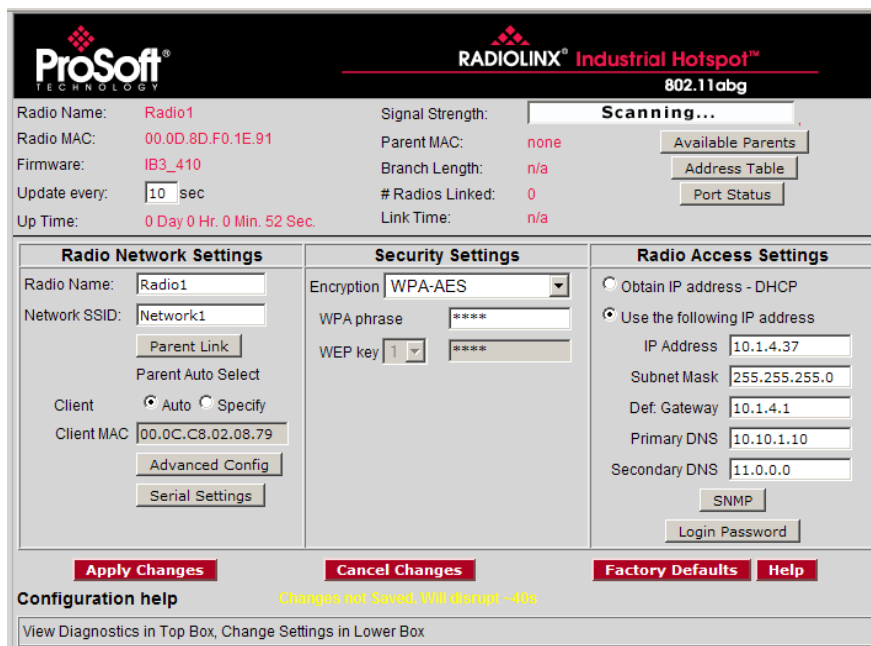 ProSoft®
TECHNOLOGY
RADIOLINX® Industrial Hotspot™
802.11abg
Radio Name: Radio1 Signal Strength: Scanning...
Radio MAC: 00.0D.8D.F0.1E.91 Parent MAC: none Available Parents
Firmware: IB3_410 Branch Length: n/a Address Table
Update every: 10 sec # Radios Linked: 0 Port Status
Up Time: 0 Day 0 Hr. 0 Min. 52 Sec. Link Time: n/a
Radio Network Settings Security Settings Radio Access Settings
Radio Name: Radio1 Encryption WPA-AES Obtain IP address - DHCP
Network SSID: Network1 WPA phrase **** Use the following IP address
Parent Link WEP key 1 **** IP Address 10.1.4.37
Parent Auto Select Subnet Mask 255.255.255.0
Client Auto Specify Def: Gateway 10.1.4.1
Client MAC 00.0C.C8.02.08.79 Primary DNS 10.10.1.10
Advanced Config Secondary DNS 11.0.0.0
Serial Settings SNMP
Login Password
Apply Changes Cancel Changes Factory Defaults Help
Configuration help Changes not Saved. Will disrupt ~40s
View Diagnostics in Top Box, Change Settings in Lower Box